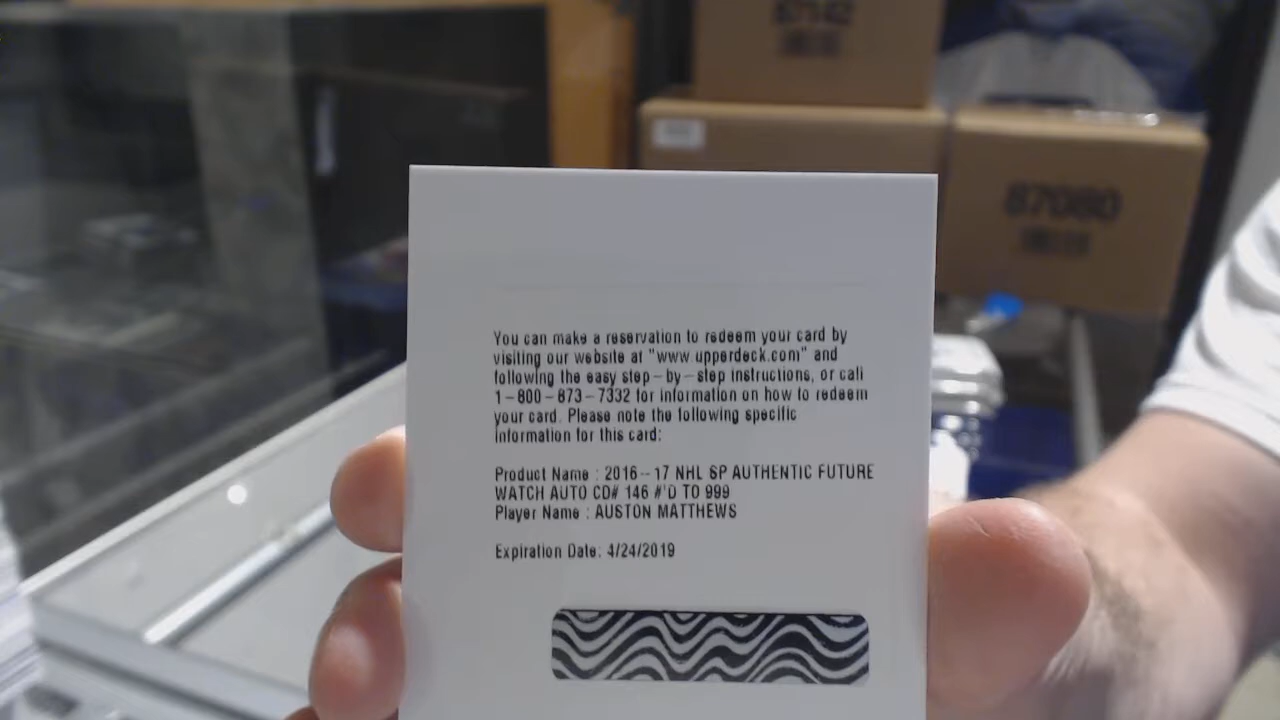 87142
87080
You can make a reservation to redeem your card by
visiting our website at "www.upperdeck.com" and
following the easy step-by-step instructions, or call
1-800-873-7332 for information on how to redeem
your card. Please note the following specific
information for this card:
Product Name : 2016--17 NHL SP AUTHENTIC FUTURE
WATCH AUTO CD# 146 #'D TO 999
Player Name : AUSTON MATTHEWS
Expiration Date: 4/24/2019